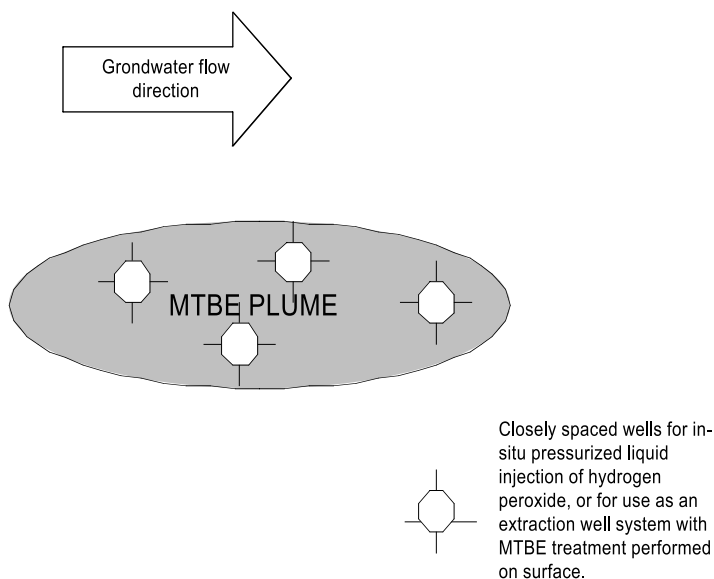 Grondwater flow
direction
MTBE PLUME
Closely spaced wells for in-
situ pressurized liquid
injection of hydrogen
peroxide, or for use as an
extraction well system with
MTBE treatment performed
on surface.